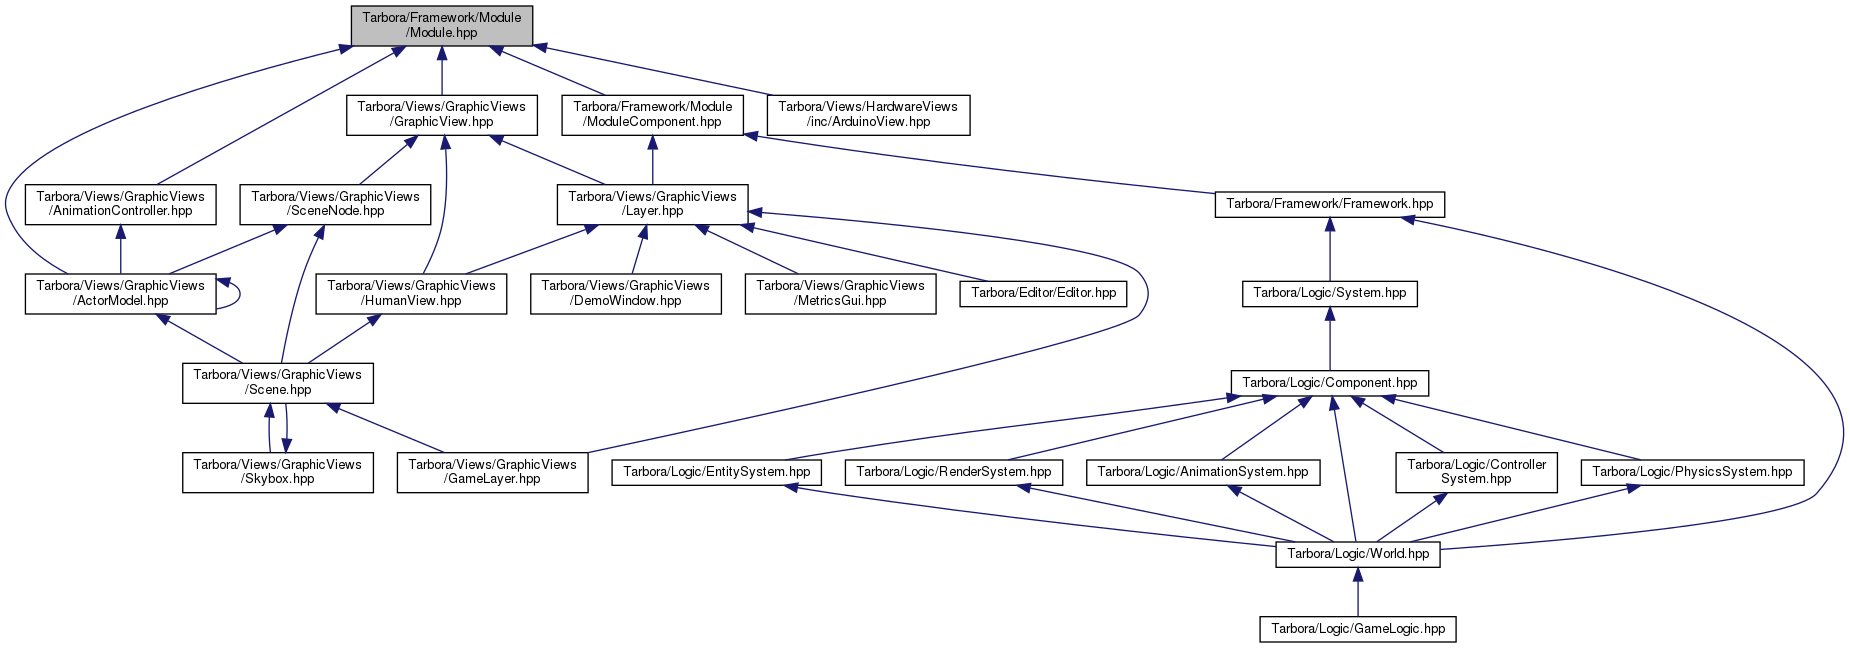 Tarbora/Framework/Module
/Module.hpp
Tarbora/Views/GraphicViews
/GraphicView.hpp
Tarbora/Framework/Module
/ModuleComponent.hpp
Tarbora/Views/HardwareViews
/inc/ArduinoView.hpp
Tarbora/Views/GraphicViews
/AnimationController.hpp
Tarbora/Views/GraphicViews
/SceneNode.hpp
Tarbora/Views/GraphicViews
/Layer.hpp
Tarbora/Framework/Framework.hpp
Tarbora/Views/GraphicViews
/ActorModel.hpp
Tarbora/Views/GraphicViews
/HumanView.hpp
Tarbora/Views/GraphicViews
/DemoWindow.hpp
Tarbora/Views/GraphicViews
/MetricsGui.hpp
Tarbora/Editor/Editor.hpp
Tarbora/Logic/System.hpp
Tarbora/Views/GraphicViews
/Scene.hpp
Tarbora/Logic/Component.hpp
Tarbora/Views/GraphicViews
/Skybox.hpp
Tarbora/Views/GraphicViews
/GameLayer.hpp
Tarbora/Logic/EntitySystem.hpp
Tarbora/Logic/RenderSystem.hpp
Tarbora/Logic/AnimationSystem.hpp
Tarbora/Logic/Controller
System.hpp
Tarbora/Logic/PhysicsSystem.hpp
Tarbora/Logic/World.hpp
Tarbora/Logic/GameLogic.hpp